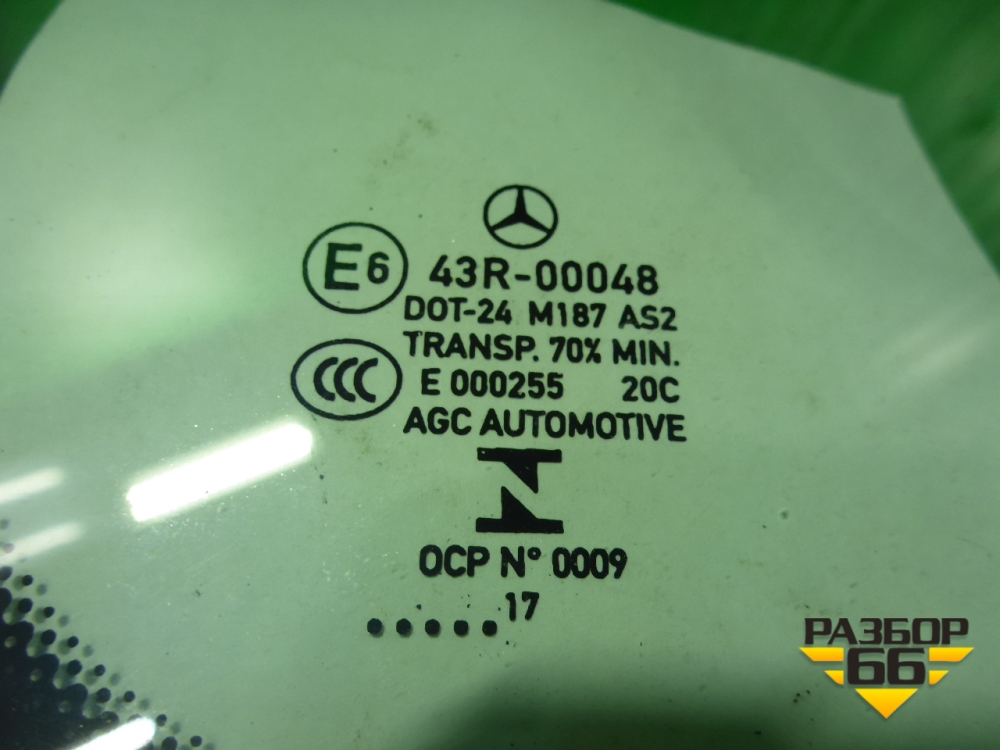 E6 43R-00048
DOT-24 M187 AS2
TRANSP. 70% MIN.
CCC E 000255 20C
AGC AUTOMOTIVE
OCP N° 0009
17
РАЗБОР
66